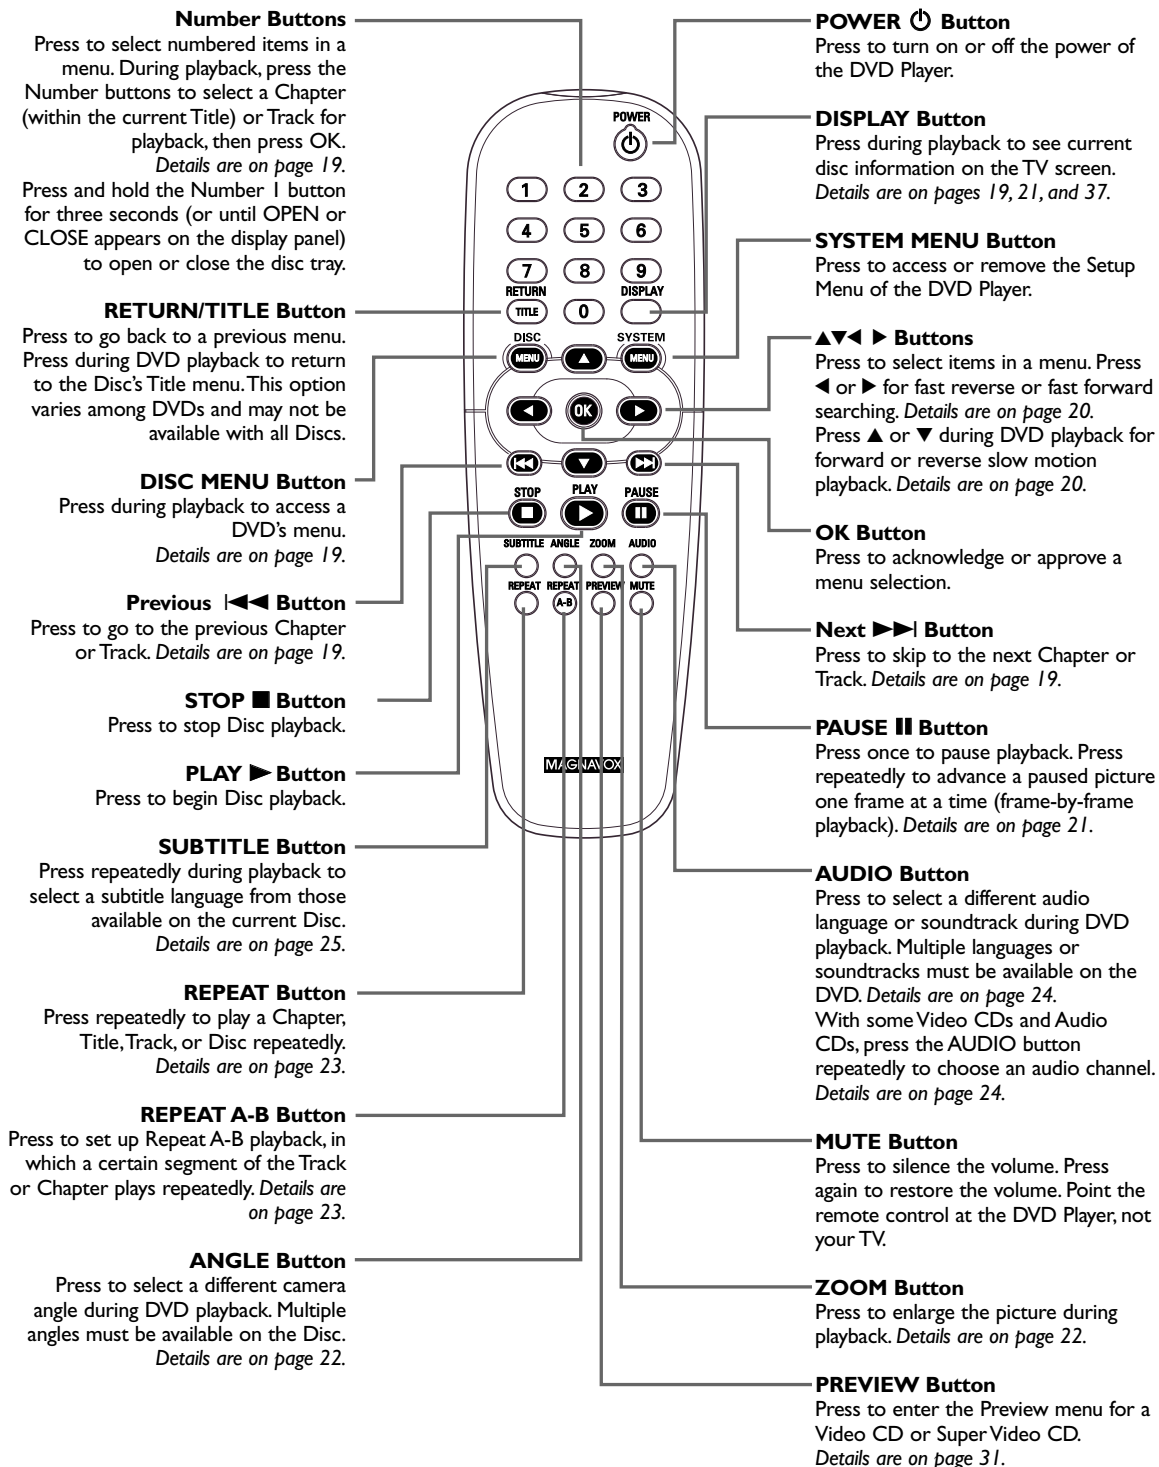 Number Buttons
Press to select numbered items in a
menu. During playback, press the
Number buttons to select a Chapter
(within the current Title) or Track for
playback, then press OK.
Details are on page 19.
Press and hold the Number 1 button
for three seconds (or until OPEN or
CLOSE appears on the display panel)
to open or close the disc tray.
RETURN/TITLE Button
Press to go back to a previous menu.
Press during DVD playback to return
to the Disc's Title menu. This option
varies among DVDs and may not be
available with all Discs.
DISC MENU Button
Press during playback to access a
DVD's menu.
Details are on page 19.
Previous |◀◀ Button
Press to go to the previous Chapter
or Track. Details are on page 19.
STOP ■ Button
Press to stop Disc playback.
PLAY ▶ Button
Press to begin Disc playback.
SUBTITLE Button
Press repeatedly during playback to
select a subtitle language from those
available on the current Disc.
Details are on page 25.
REPEAT Button
Press repeatedly to play a Chapter,
Title, Track, or Disc repeatedly.
Details are on page 23.
REPEAT A-B Button
Press to set up Repeat A-B playback, in
which a certain segment of the Track
or Chapter plays repeatedly. Details are
on page 23.
ANGLE Button
Press to select a different camera
angle during DVD playback. Multiple
angles must be available on the Disc.
Details are on page 22.
POWER
1 2 3
4 5 6
7 8 9
RETURN DISPLAY
TITLE 0
DISC SYSTEM
MENU ▲ MENU
◀ OK ▶
|◀◀ ▼ ▶▶|
STOP PLAY PAUSE
SUBTITLE ANGLE ZOOM AUDIO
REPEAT REPEAT PREVIEW MUTE
A-B
MAGNAVOX
POWER ⏻ Button
Press to turn on or off the power of
the DVD Player.
DISPLAY Button
Press during playback to see current
disc information on the TV screen.
Details are on pages 19, 21, and 37.
SYSTEM MENU Button
Press to access or remove the Setup
Menu of the DVD Player.
▲▼◀ ▶ Buttons
Press to select items in a menu. Press
◀ or ▶ for fast reverse or fast forward
searching. Details are on page 20.
Press ▲ or ▼ during DVD playback for
forward or reverse slow motion
playback. Details are on page 20.
OK Button
Press to acknowledge or approve a
menu selection.
Next ▶▶| Button
Press to skip to the next Chapter or
Track. Details are on page 19.
PAUSE ⏸ Button
Press once to pause playback. Press
repeatedly to advance a paused picture
one frame at a time (frame-by-frame
playback). Details are on page 21.
AUDIO Button
Press to select a different audio
language or soundtrack during DVD
playback. Multiple languages or
soundtracks must be available on the
DVD. Details are on page 24.
With some Video CDs and Audio
CDs, press the AUDIO button
repeatedly to choose an audio channel.
Details are on page 24.
MUTE Button
Press to silence the volume. Press
again to restore the volume. Point the
remote control at the DVD Player, not
your TV.
ZOOM Button
Press to enlarge the picture during
playback. Details are on page 22.
PREVIEW Button
Press to enter the Preview menu for a
Video CD or Super Video CD.
Details are on page 31.